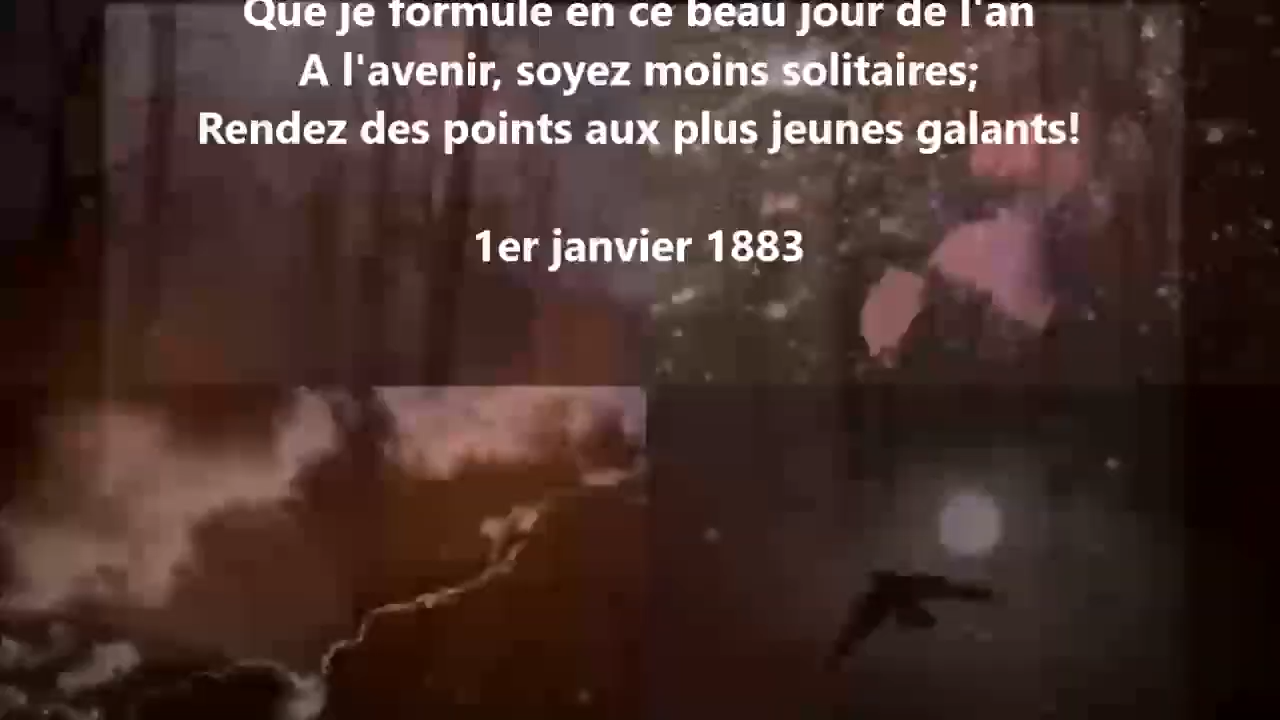 Que je formule en ce beau jour de l'an
A l'avenir, soyez moins solitaires;
Rendez des points aux plus jeunes galants!
1er janvier 1883